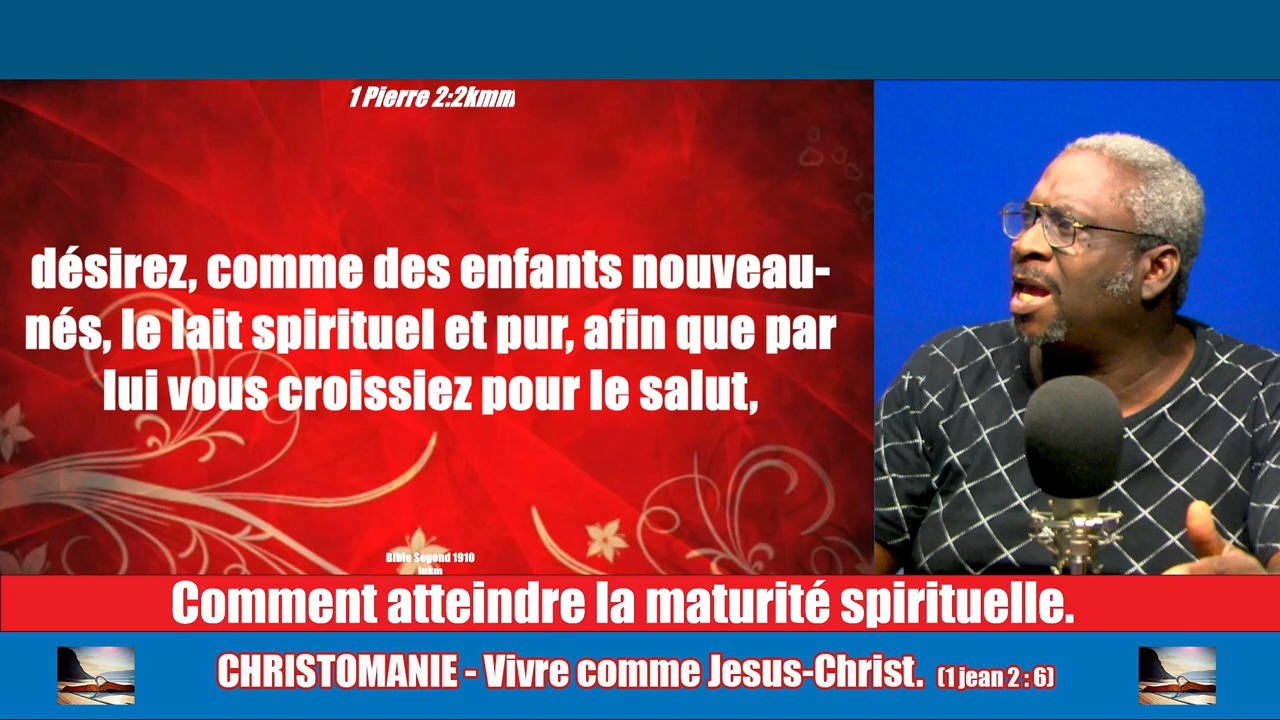 1 Pierre 2:2kmm
désirez, comme des enfants nouveau-
nés, le lait spirituel et pur, afin que par
lui vous croissiez pour le salut,
Bible Segond 1910
Comment atteindre la maturité spirituelle.
CHRISTOMANIE - Vivre comme Jesus-Christ. (1 jean 2 : 6)